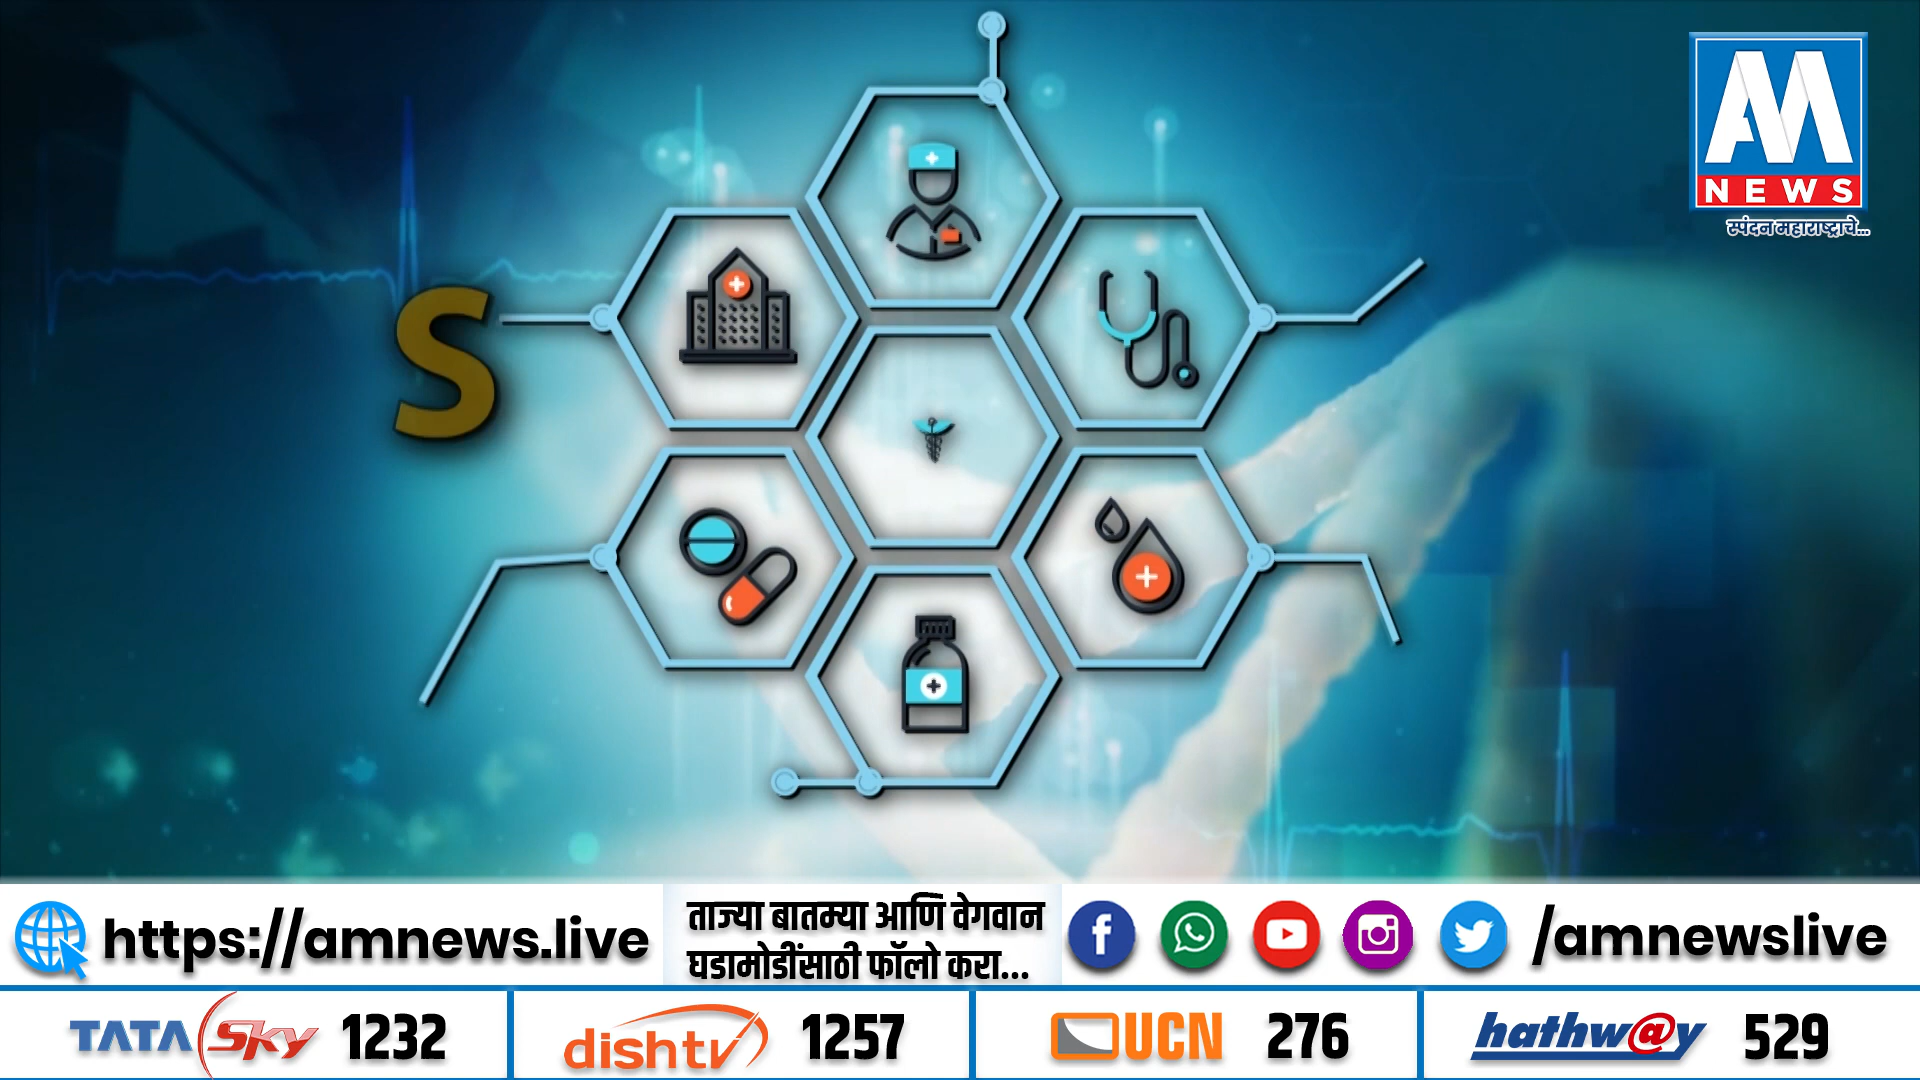 AM
NEWS
स्पंदन महाराष्ट्राचे...
S
https://amnews.live
ताज्या बातम्या आणि वेगवान
घडामोडींसाठी फॉलो करा...
/amnewslive
TATA Sky 1232
dishtv 1257
UCN 276
hathw@y 529